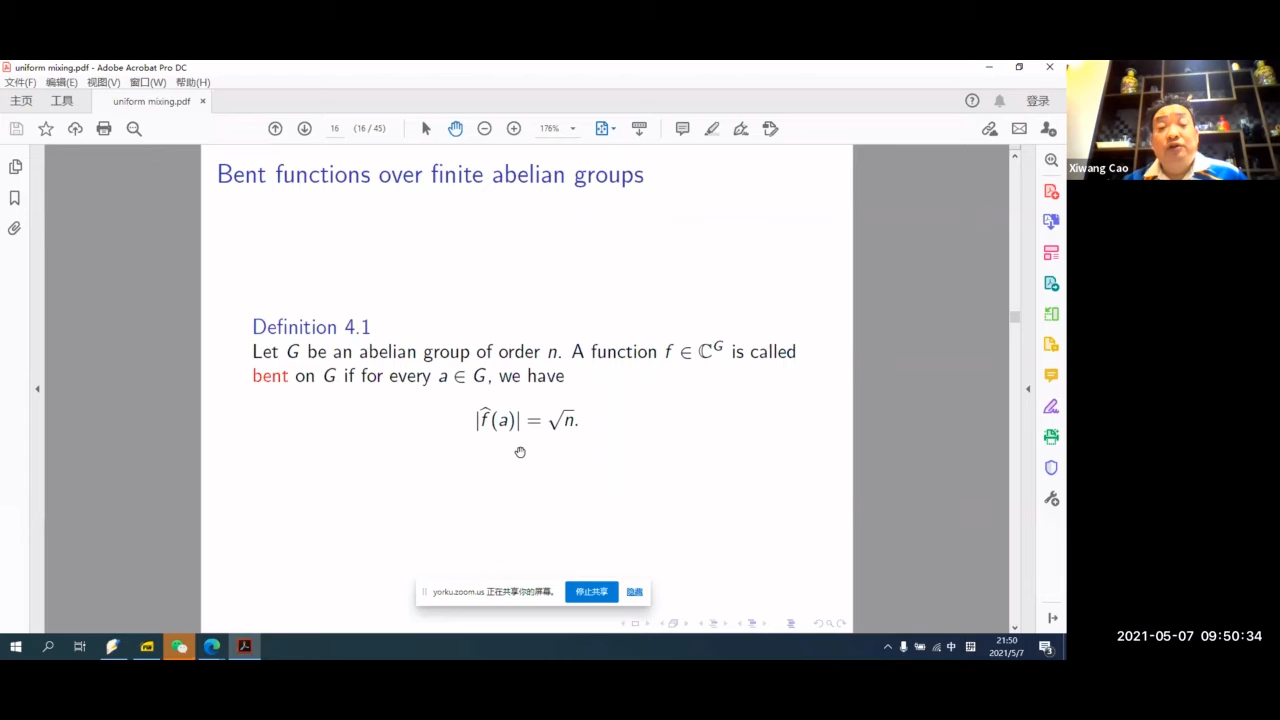 uniform mixing.pdf - Adobe Acrobat Pro DC
文件(F) 编辑(E) 视图(V) 窗口(W) 帮助(H)
主页 工具 uniform mixing.pdf × 登录
16 (16 / 45) 176%
Bent functions over finite abelian groups
Xiwang Cao
Definition 4.1
Let G be an abelian group of order n. A function f ∈ ℂ^G is called
bent on G if for every a ∈ G, we have
|f̂(a)| = √n.
yorku.zoom.us 正在共享你的屏幕。 停止共享 隐藏
中 拼 21:50
2021/5/7
3
2021-05-07 09:50:34